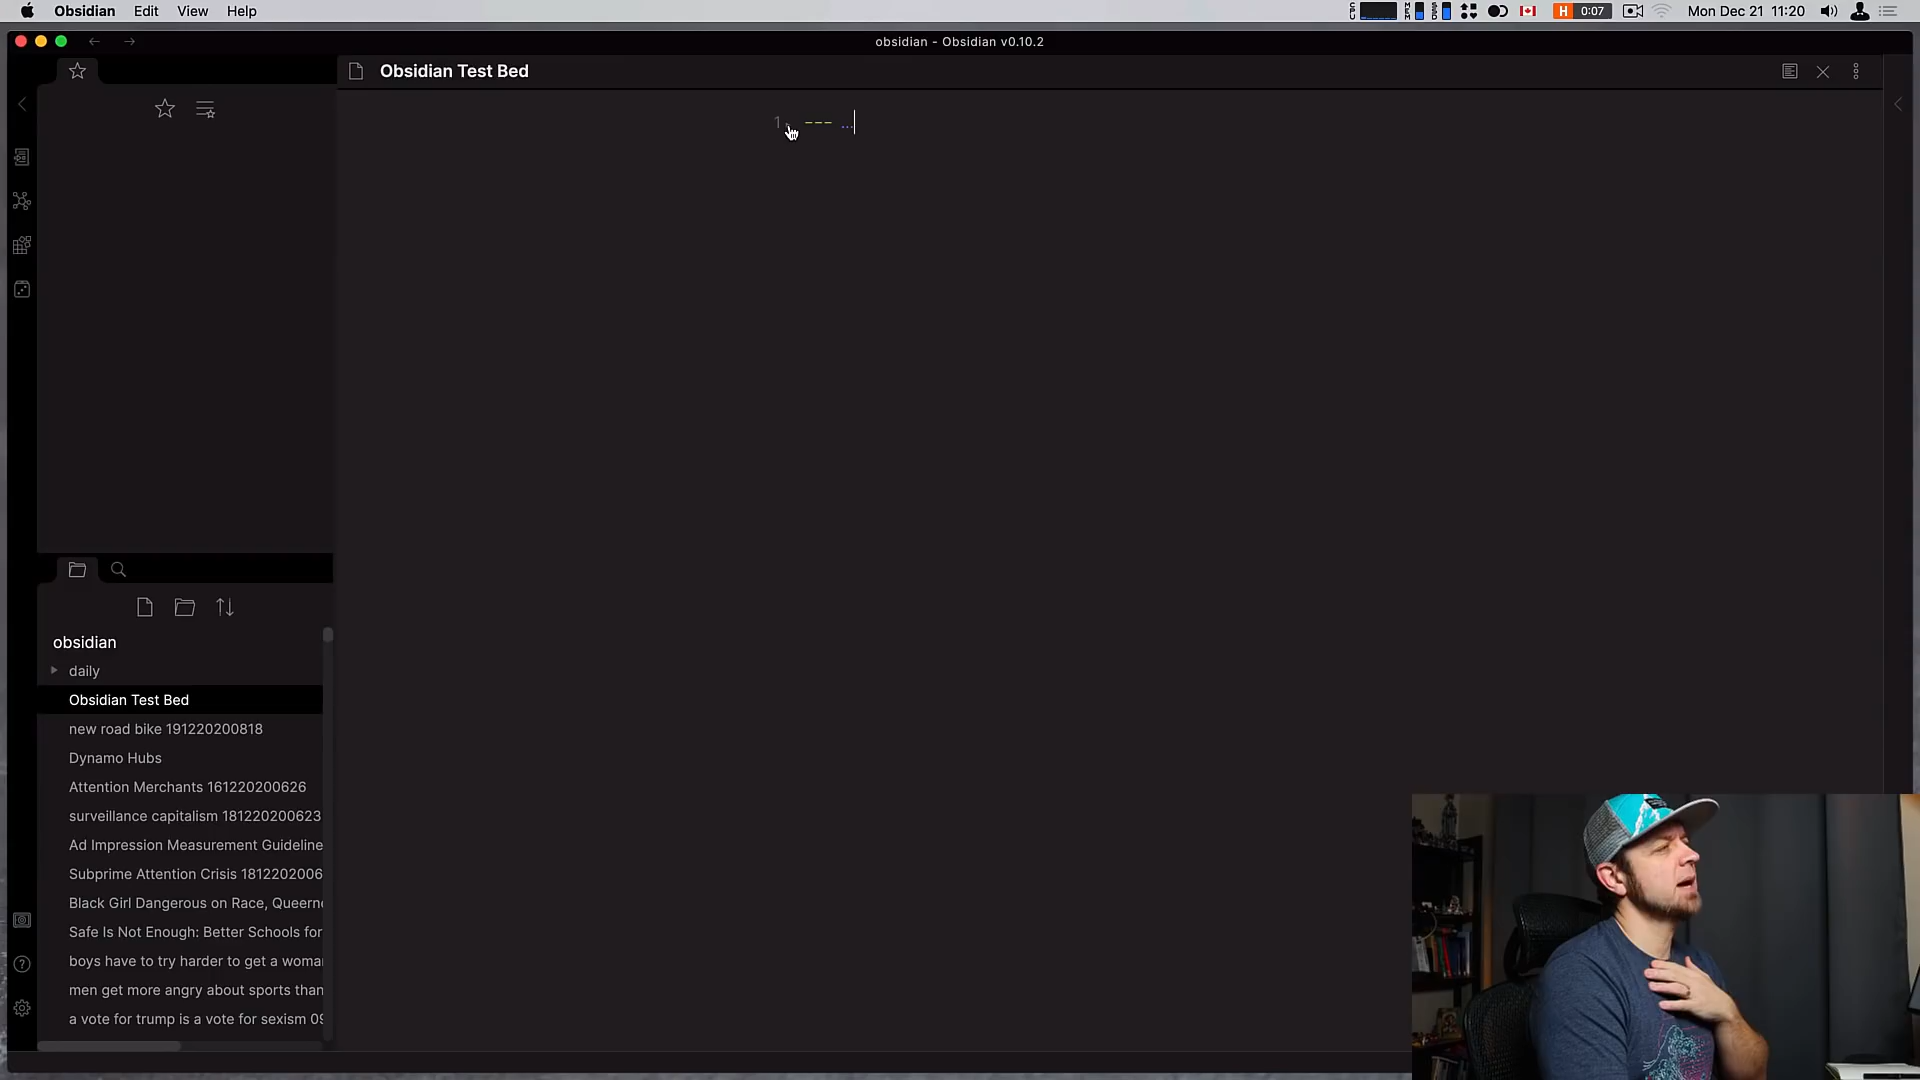 Obsidian Edit View Help
H 0:07 Mon Dec 21 11:20
obsidian - Obsidian v0.10.2
Obsidian Test Bed
1 --- ...
obsidian
daily
Obsidian Test Bed
new road bike 191220200818
Dynamo Hubs
Attention Merchants 161220200626
surveillance capitalism 181220200623
Ad Impression Measurement Guideline
Subprime Attention Crisis 1812202006
Black Girl Dangerous on Race, Queern
Safe Is Not Enough: Better Schools for
boys have to try harder to get a woma
men get more angry about sports than
a vote for trump is a vote for sexism 09